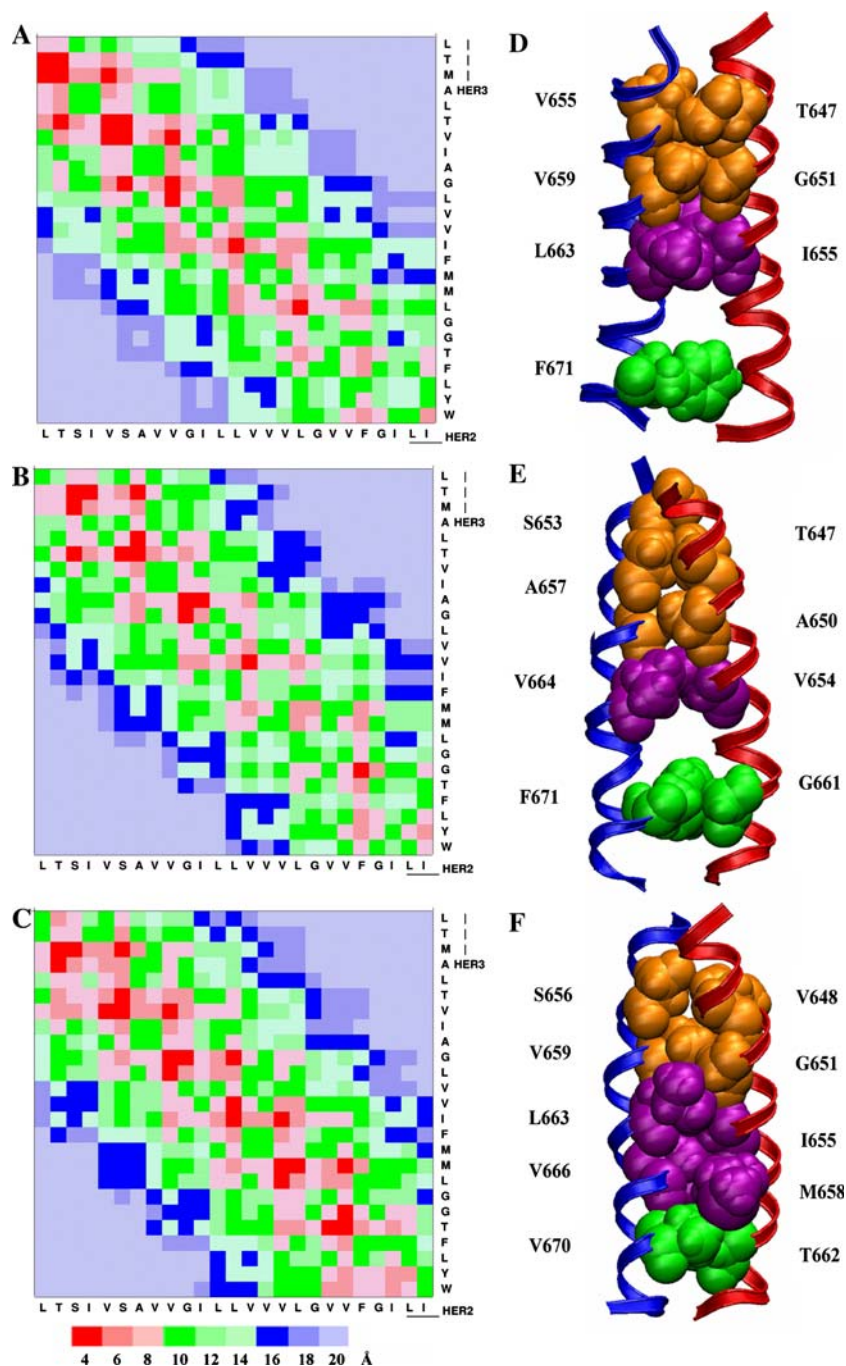 A
L
T
M
A
HER3
L
T
V
I
A
G
L
V
V
I
F
M
M
L
G
G
T
F
L
Y
W
L T S I V S A V V G I L L V V V L G V V F G I L I
HER2
B
L
T
M
A
HER3
L
T
V
I
A
G
L
V
V
I
F
M
M
L
G
G
T
F
L
Y
W
L T S I V S A V V G I L L V V V L G V V F G I L I
HER2
C
L
T
M
A
HER3
L
T
V
I
A
G
L
V
V
I
F
M
M
L
G
G
T
F
L
Y
W
L T S I V S A V V G I L L V V V L G V V F G I L I
HER2
4 6 8 10 12 14 16 18 20 Å
D
V655
T647
V659
G651
L663
I655
F671
E
S653
T647
A657
A650
V664
V654
F671
G661
F
S656
V648
V659
G651
L663
I655
V666
M658
V670
T662